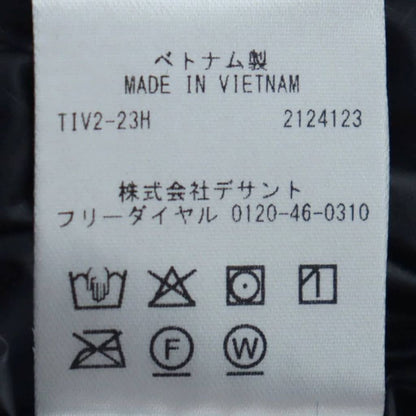 ベトナム製
MADE IN VIETNAM
TIV2-23H 2124123
株式会社デサント
フリーダイヤル 0120-46-0310
F W